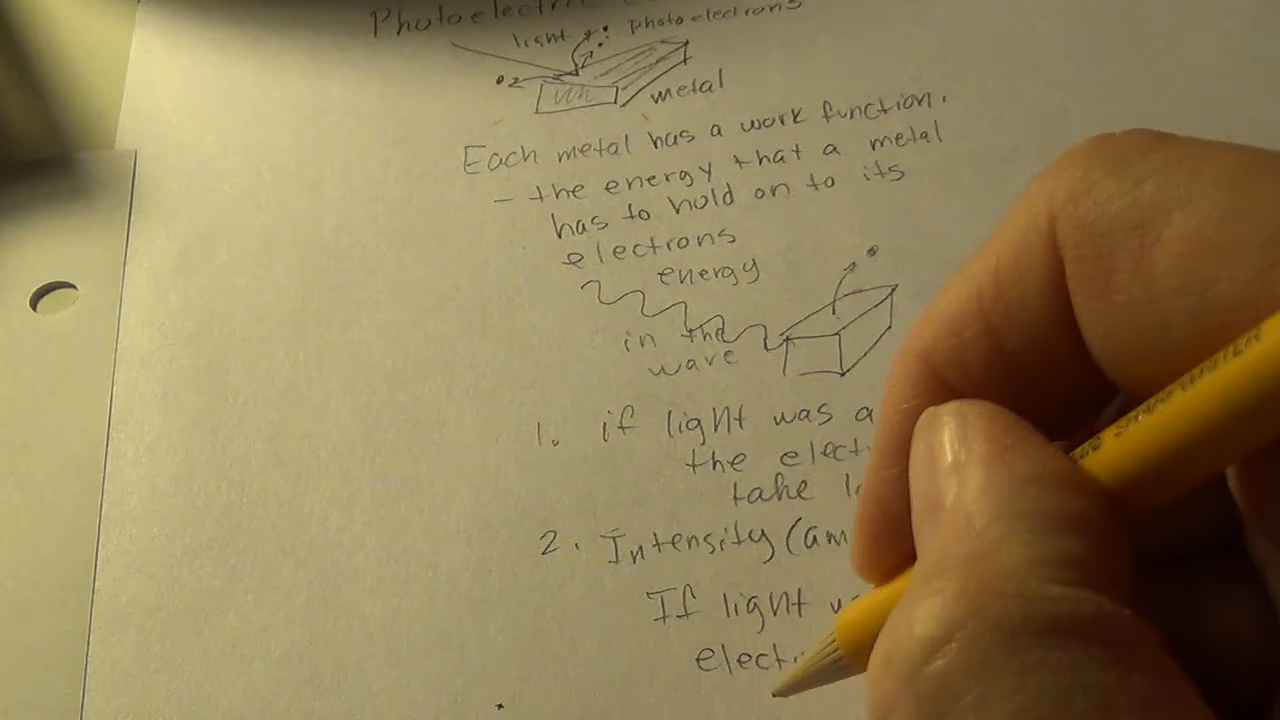 Photoelectric
light photoelectrons
metal
Each metal has a work function.
- the energy that a metal
has to hold on to its
electrons
energy
in the
wave
1. if light was a
the elect
take l
2. Intensity (am
If light w
elect